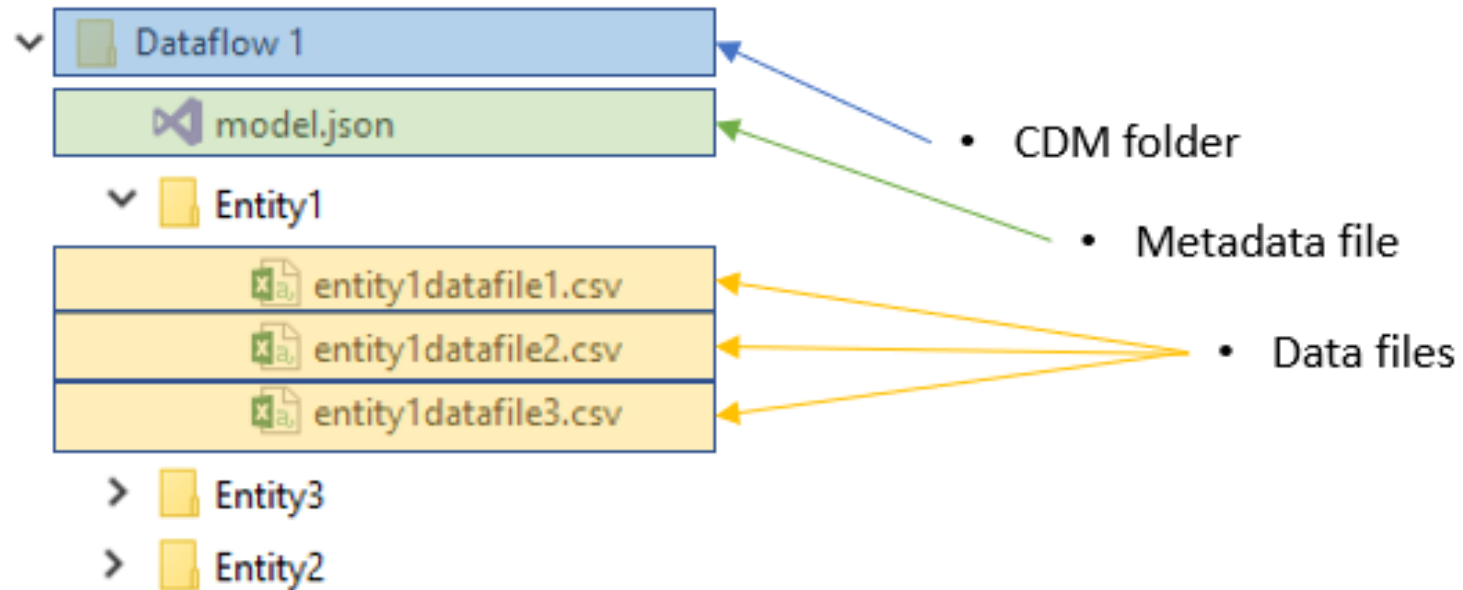 Dataflow 1
model.json
• CDM folder
Entity1
• Metadata file
entity1datafile1.csv
entity1datafile2.csv
• Data files
entity1datafile3.csv
Entity3
Entity2